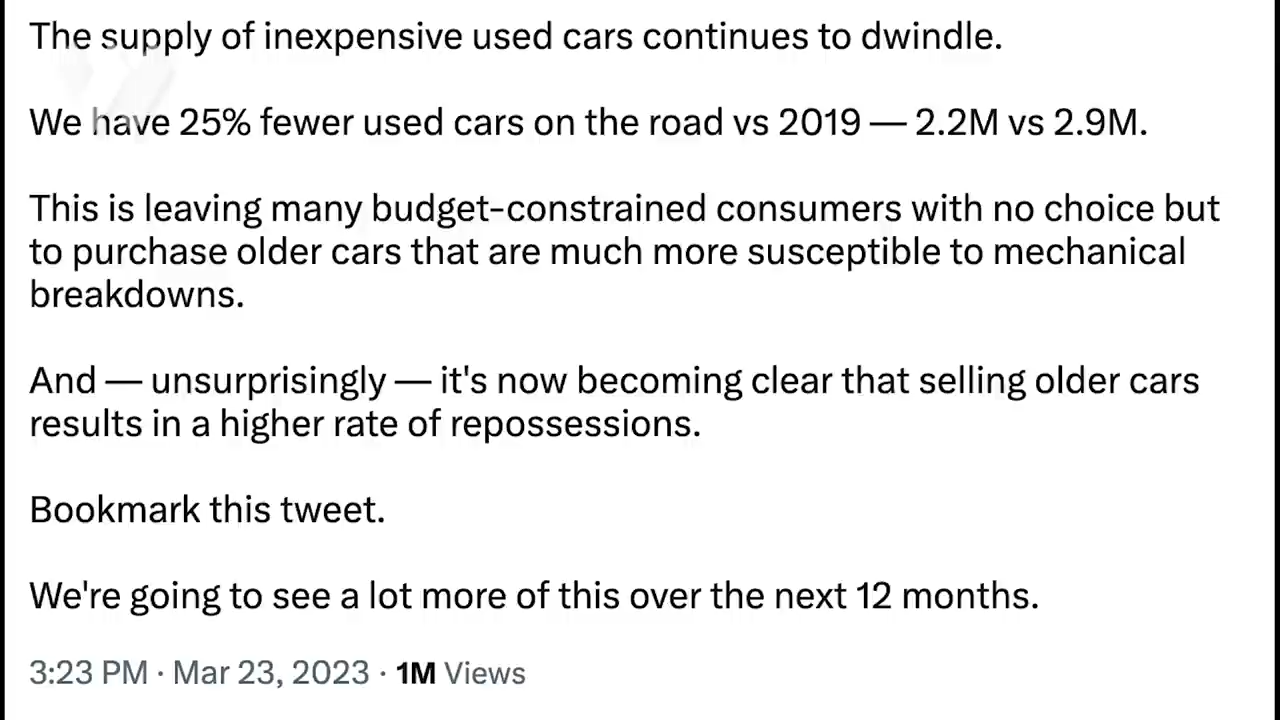 The supply of inexpensive used cars continues to dwindle.
We have 25% fewer used cars on the road vs 2019 — 2.2M vs 2.9M.
This is leaving many budget-constrained consumers with no choice but
to purchase older cars that are much more susceptible to mechanical
breakdowns.
And — unsurprisingly — it's now becoming clear that selling older cars
results in a higher rate of repossessions.
Bookmark this tweet.
We're going to see a lot more of this over the next 12 months.
3:23 PM · Mar 23, 2023 · 1M Views